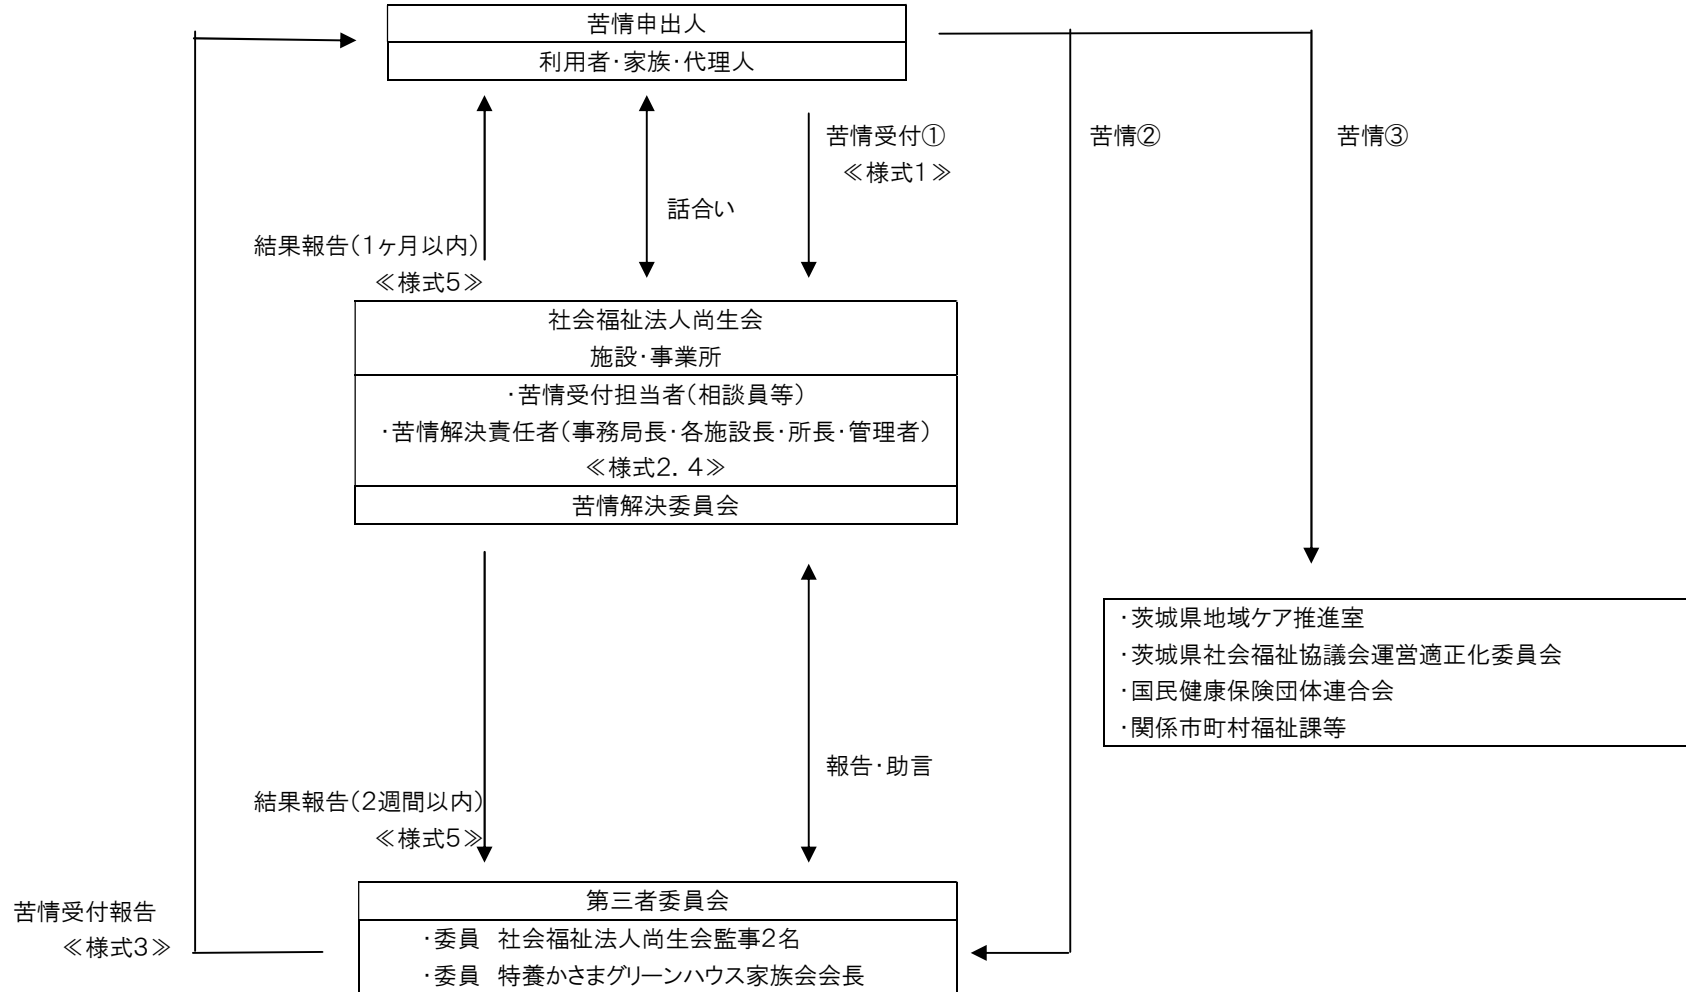 苦情申出人
利用者・家族・代理人
苦情受付①
≪様式1≫
苦情②
苦情③
話合い
結果報告(1ヶ月以内)
≪様式5≫
社会福祉法人尚生会
施設・事業所
・苦情受付担当者(相談員等)
・苦情解決責任者(事務局長・各施設長・所長・管理者)
≪様式2．4≫
苦情解決委員会
・茨城県地域ケア推進室
・茨城県社会福祉協議会運営適正化委員会
・国民健康保険団体連合会
・関係市町村福祉課等
報告・助言
結果報告(2週間以内)
≪様式5≫
第三者委員会
・委員　社会福祉法人尚生会監事2名
・委員　特養かさまグリーンハウス家族会会長
苦情受付報告
≪様式3≫